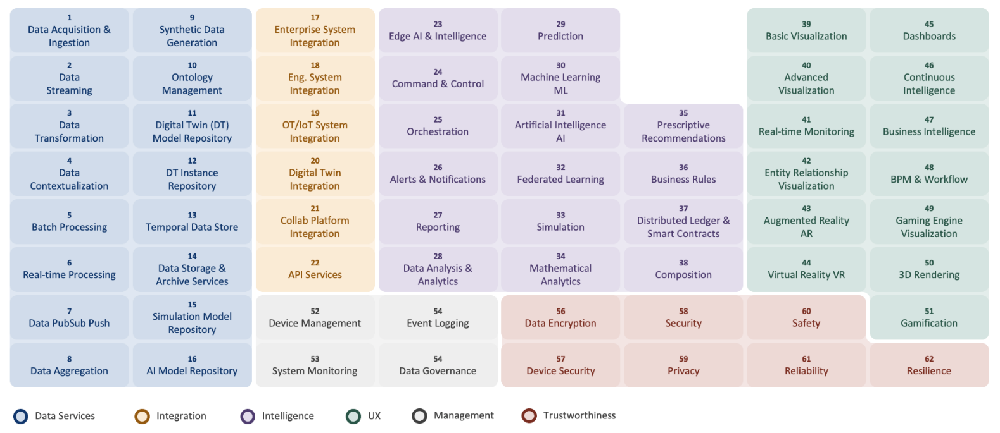 1
Data Acquisition &
Ingestion
2
Data
Streaming
3
Data
Transformation
4
Data
Contextualization
5
Batch Processing
6
Real-time Processing
7
Data PubSub Push
8
Data Aggregation
9
Synthetic Data
Generation
10
Ontology
Management
11
Digital Twin (DT)
Model Repository
12
DT Instance
Repository
13
Temporal Data Store
14
Data Storage &
Archive Services
15
Simulation Model
Repository
16
AI Model Repository
17
Enterprise System
Integration
18
Eng. System
Integration
19
OT/IoT System
Integration
20
Digital Twin
Integration
21
Collab Platform
Integration
22
API Services
23
Edge AI & Intelligence
24
Command & Control
25
Orchestration
26
Alerts & Notifications
27
Reporting
28
Data Analysis &
Analytics
29
Prediction
30
Machine Learning
ML
31
Artificial Intelligence
AI
32
Federated Learning
33
Simulation
34
Mathematical
Analytics
35
Prescriptive
Recommendations
36
Business Rules
37
Distributed Ledger &
Smart Contracts
38
Composition
39
Basic Visualization
40
Advanced
Visualization
41
Real-time Monitoring
42
Entity Relationship
Visualization
43
Augmented Reality
AR
44
Virtual Reality VR
45
Dashboards
46
Continuous
Intelligence
47
Business Intelligence
48
BPM & Workflow
49
Gaming Engine
Visualization
50
3D Rendering
51
Gamification
52
Device Management
53
System Monitoring
54
Event Logging
54
Data Governance
56
Data Encryption
57
Device Security
58
Security
59
Privacy
60
Safety
61
Reliability
62
Resilience
Data Services
Integration
Intelligence
UX
Management
Trustworthiness